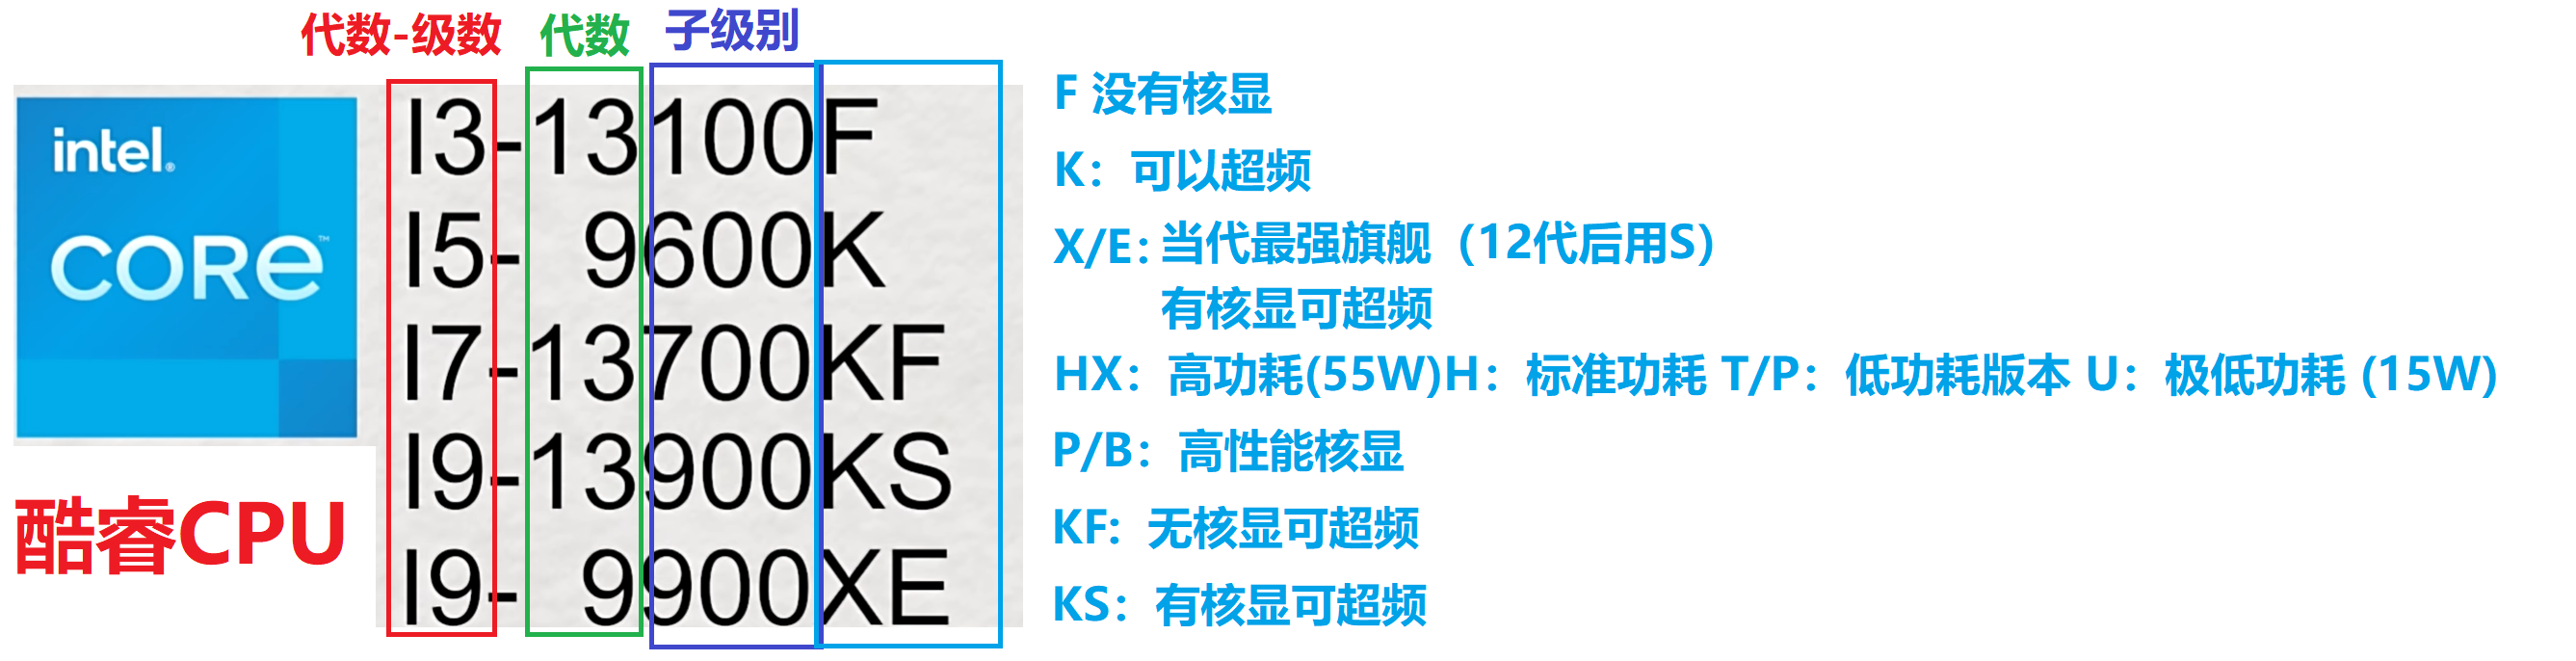 代数-级数 代数 子级别
intel®
CORE™
酷睿CPU
I3-13100F
I5- 9600K
I7-13700KF
I9-13900KS
I9- 9900XE
F 没有核显
K：可以超频
X/E：当代最强旗舰（12代后用S）
有核显可超频
HX：高功耗(55W)H：标准功耗 T/P：低功耗版本 U：极低功耗 (15W)
P/B：高性能核显
KF：无核显可超频
KS：有核显可超频